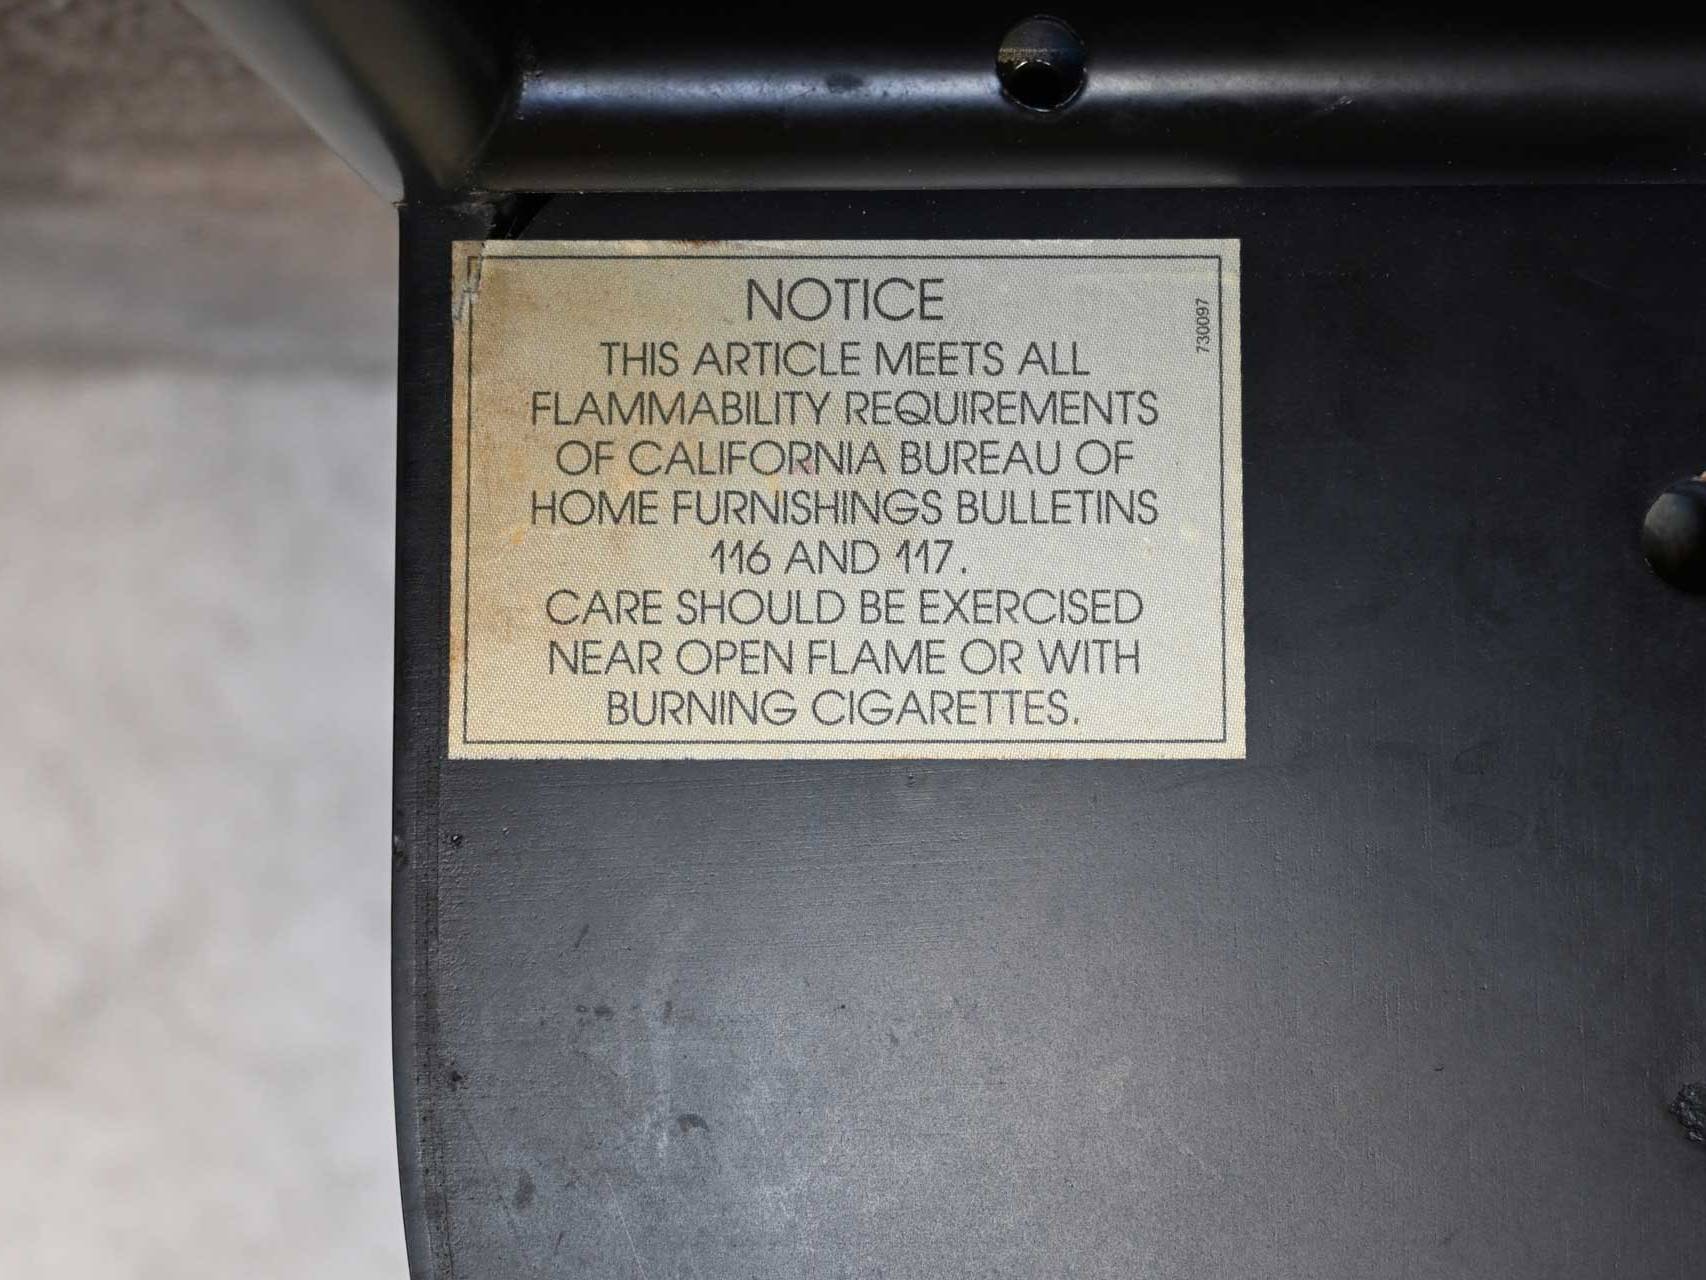 NOTICE
THIS ARTICLE MEETS ALL
FLAMMABILITY REQUIREMENTS
OF CALIFORNIA BUREAU OF
HOME FURNISHINGS BULLETINS
116 AND 117.
CARE SHOULD BE EXERCISED
NEAR OPEN FLAME OR WITH
BURNING CIGARETTES.
730097